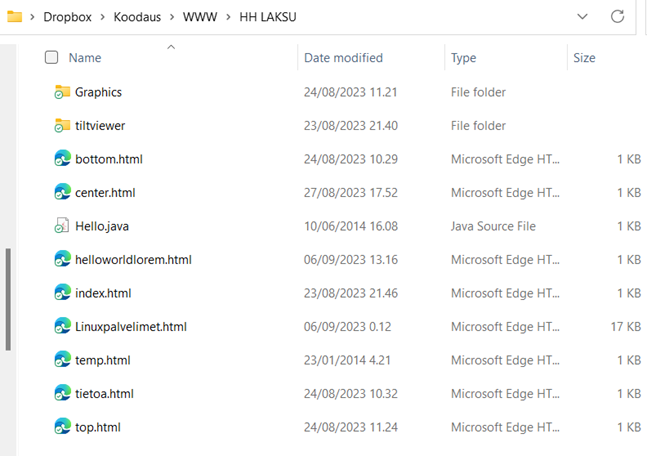 Dropbox > Koodaus > WWW > HH LAKSU
Name Date modified Type Size
Graphics 24/08/2023 11.21 File folder
tiltviewer 23/08/2023 21.40 File folder
bottom.html 24/08/2023 10.29 Microsoft Edge HT... 1 KB
center.html 27/08/2023 17.52 Microsoft Edge HT... 1 KB
Hello.java 10/06/2014 16.08 Java Source File 1 KB
helloworldlorem.html 06/09/2023 13.16 Microsoft Edge HT... 1 KB
index.html 23/08/2023 21.46 Microsoft Edge HT... 1 KB
Linuxpalvelimet.html 06/09/2023 0.12 Microsoft Edge HT... 17 KB
temp.html 23/01/2014 4.21 Microsoft Edge HT... 1 KB
tietoa.html 24/08/2023 10.32 Microsoft Edge HT... 1 KB
top.html 24/08/2023 11.24 Microsoft Edge HT... 1 KB